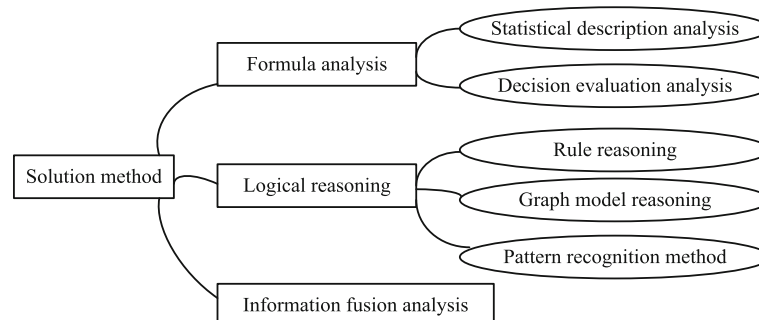 Solution method
Formula analysis
Statistical description analysis
Decision evaluation analysis
Logical reasoning
Rule reasoning
Graph model reasoning
Pattern recognition method
Information fusion analysis